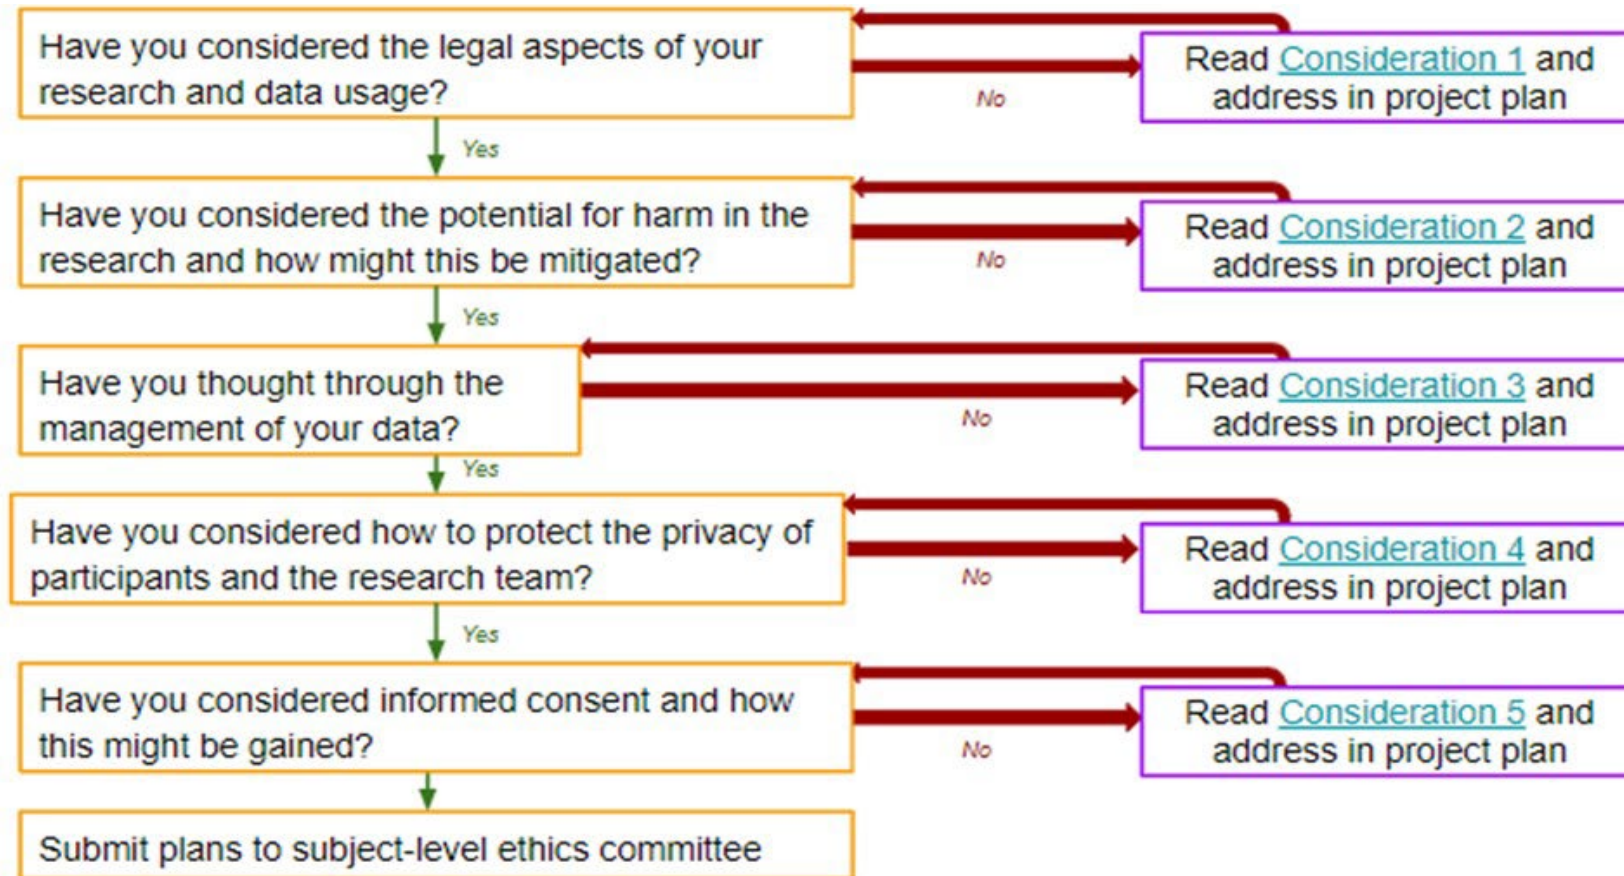 Have you considered the legal aspects of your
research and data usage?
No
Read Consideration 1 and
address in project plan
Yes
Have you considered the potential for harm in the
research and how might this be mitigated?
No
Read Consideration 2 and
address in project plan
Yes
Have you thought through the
management of your data?
No
Read Consideration 3 and
address in project plan
Yes
Have you considered how to protect the privacy of
participants and the research team?
No
Read Consideration 4 and
address in project plan
Yes
Have you considered informed consent and how
this might be gained?
No
Read Consideration 5 and
address in project plan
Submit plans to subject-level ethics committee